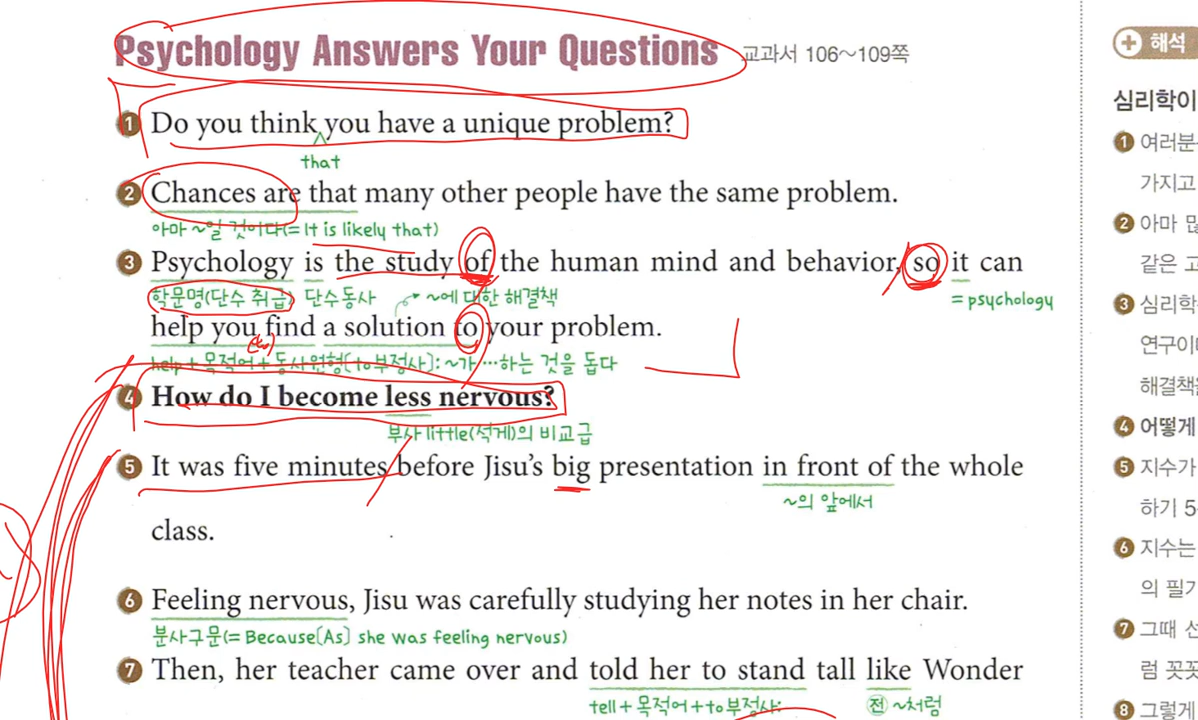 Psychology Answers Your Questions 교과서 106~109쪽
1 Do you think you have a unique problem?
that
2 Chances are that many other people have the same problem.
아마 ~일 것이다(= It is likely that)
3 Psychology is the study of the human mind and behavior, so it can
학문명(단수 취급) 단수동사 ~에 대한 해결책 = psychology
help you find a solution to your problem.
(to)
help + 목적어 + 동사원형[to부정사]: ~가 …하는 것을 돕다
4 How do I become less nervous?
부사 little(적게)의 비교급
5 It was five minutes before Jisu's big presentation in front of the whole
~의 앞에서
class.
6 Feeling nervous, Jisu was carefully studying her notes in her chair.
분사구문(= Because[As] she was feeling nervous)
7 Then, her teacher came over and told her to stand tall like Wonder
tell + 목적어 + to부정사: 전 ~처럼
+ 해석
심리학이
1 여러분
가지고
2 아마
같은
3 심리학
연구이
해결책
4 어떻게
5 지수가
하기 5
6 지수는
의 필기
7 그때
럼 꼿꼿
8 그렇게